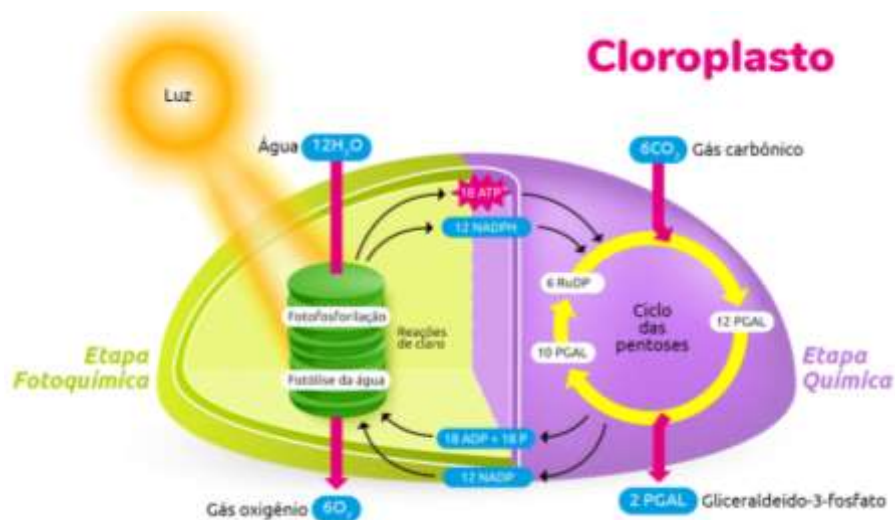 Cloroplasto
Luz
Água 12H₂O
6CO₂ Gás carbônico
18 ATP
12 NADPH
6 RuDP
Fotofosforilação
Reações
de claro
Ciclo
das
pentoses
12 PGAL
10 PGAL
Etapa
Fotoquímica
Etapa
Química
Fotólise da água
18 ADP + 18 P
12 NADP
Gás oxigênio 6O₂
2 PGAL Gliceraldeído-3-fosfato